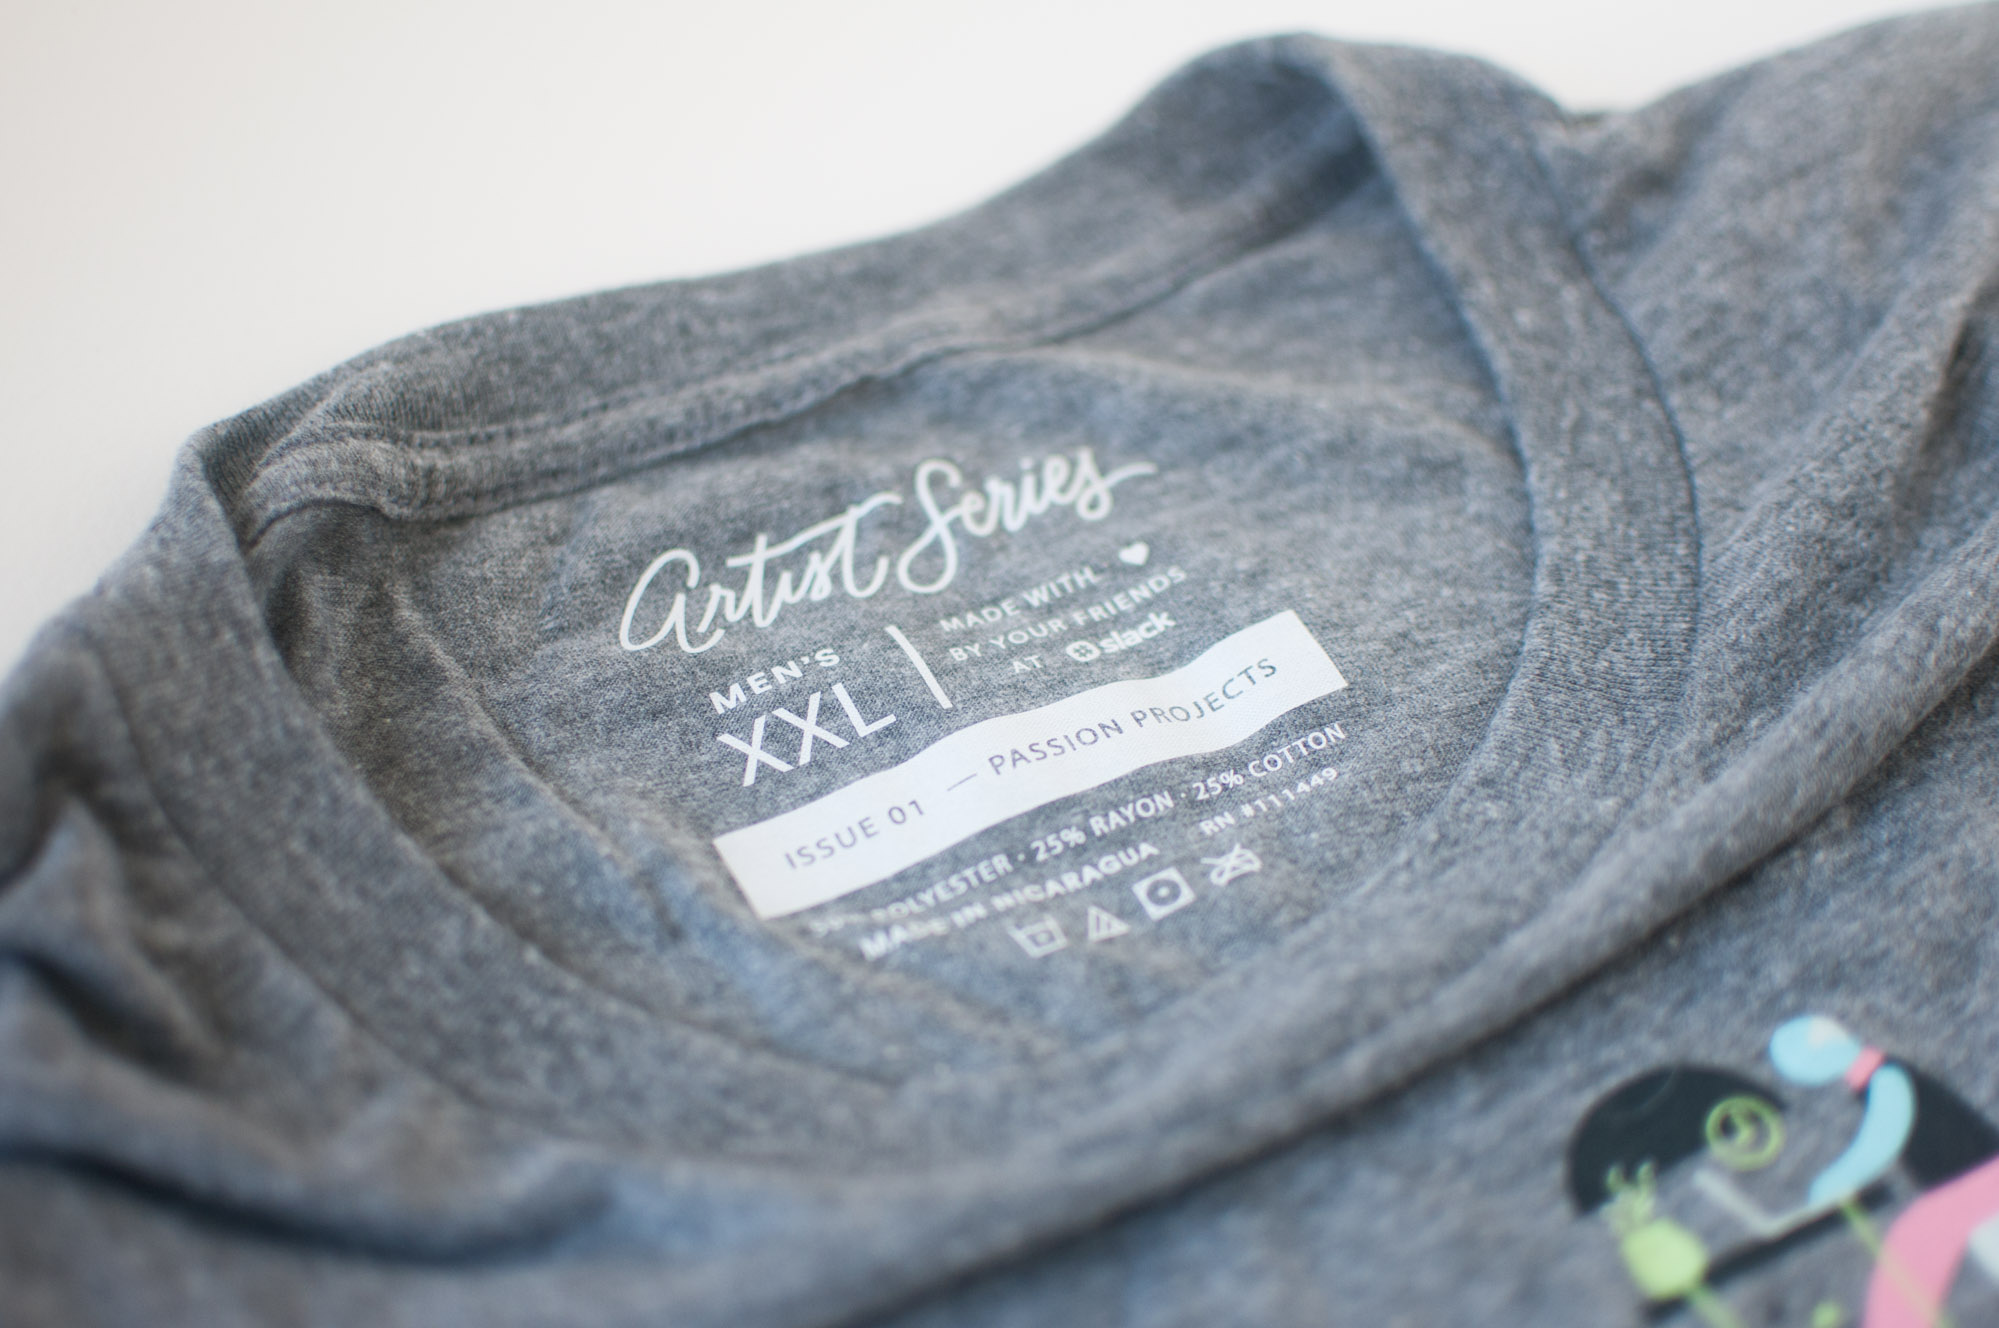 Artist Series
MEN'S
XXL
MADE WITH ♥
BY YOUR FRIENDS
AT slack
ISSUE 01 — PASSION PROJECTS
POLYESTER · 25% RAYON · 25% COTTON
MADE IN NICARAGUA
RN #111449